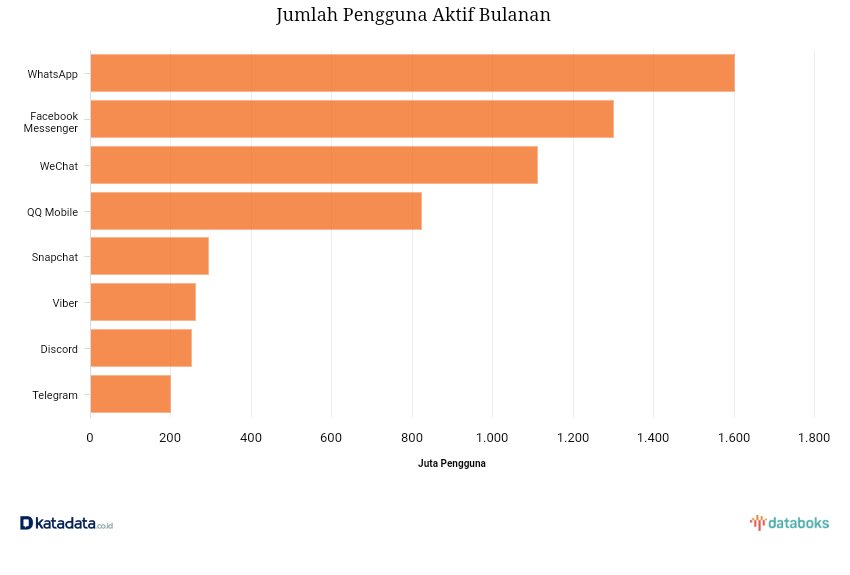 Jumlah Pengguna Aktif Bulanan
WhatsApp
Facebook
Messenger
WeChat
QQ Mobile
Snapchat
Viber
Discord
Telegram
0 200 400 600 800 1.000 1.200 1.400 1.600 1.800
Juta Pengguna
katadata.co.id
databoks